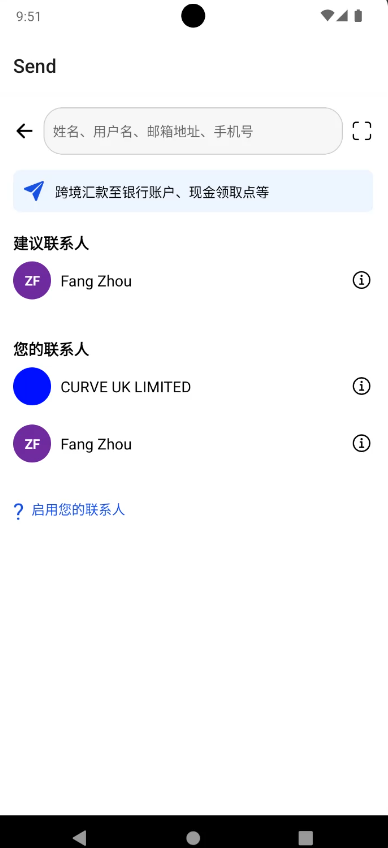 9:51
Send
姓名、用户名、邮箱地址、手机号
跨境汇款至银行账户、现金领取点等
建议联系人
ZF Fang Zhou
您的联系人
CURVE UK LIMITED
ZF Fang Zhou
? 启用您的联系人